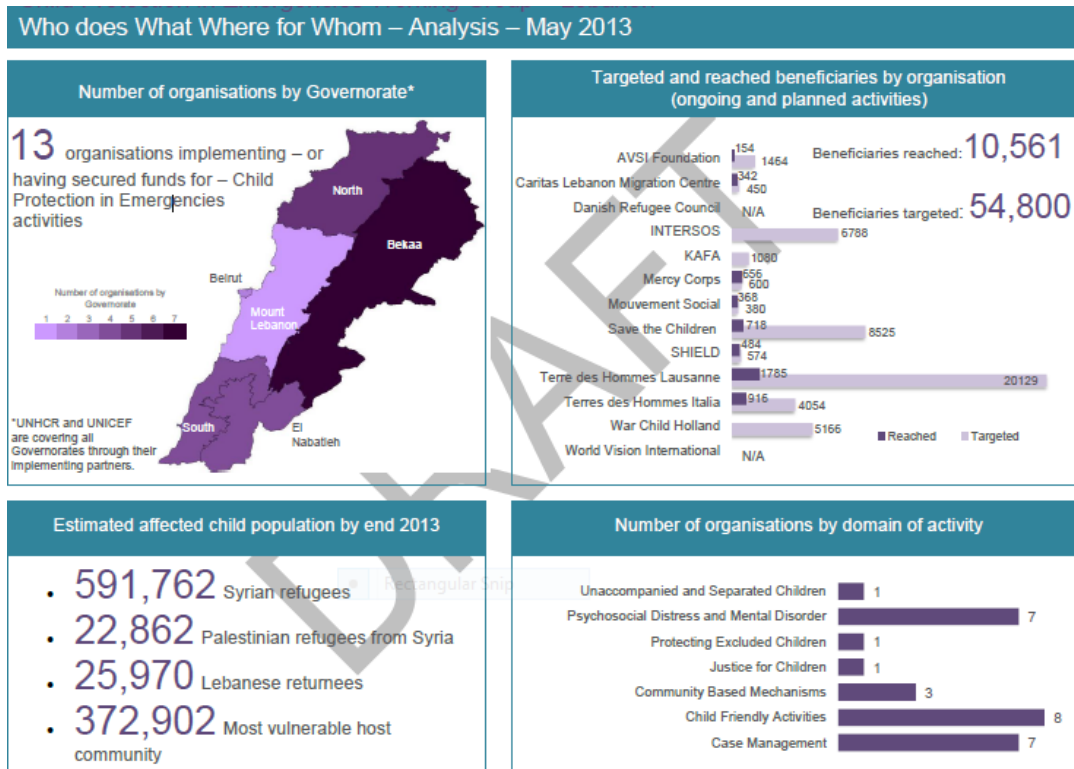 Child Protection in Emergencies Working Group – Lebanon
Who does What Where for Whom – Analysis – May 2013
Number of organisations by Governorate*
13 organisations implementing – or
having secured funds for – Child
Protection in Emergencies
activities
North
Bekaa
Beirut
Mount
Lebanon
South
El
Nabatieh
Number of organisations by
Governorate
1 2 3 4 5 6 7
*UNHCR and UNICEF
are covering all
Governorates through their
implementing partners.
Targeted and reached beneficiaries by organisation
(ongoing and planned activities)
Beneficiaries reached: 10,561
Beneficiaries targeted: 54,800
AVSI Foundation 154 1464
Caritas Lebanon Migration Centre 342 450
Danish Refugee Council N/A
INTERSOS 6788
KAFA 1080
Mercy Corps 656 600
Mouvement Social 368 380
Save the Children 718 8525
SHIELD 484 574
Terre des Hommes Lausanne 1785 20129
Terres des Hommes Italia 916 4054
War Child Holland 5166
World Vision International N/A
Reached Targeted
Estimated affected child population by end 2013
• 591,762 Syrian refugees
• 22,862 Palestinian refugees from Syria
• 25,970 Lebanese returnees
• 372,902 Most vulnerable host
community
Number of organisations by domain of activity
Unaccompanied and Separated Children 1
Psychosocial Distress and Mental Disorder 7
Protecting Excluded Children 1
Justice for Children 1
Community Based Mechanisms 3
Child Friendly Activities 8
Case Management 7
DRAFT
Rectangular Snip